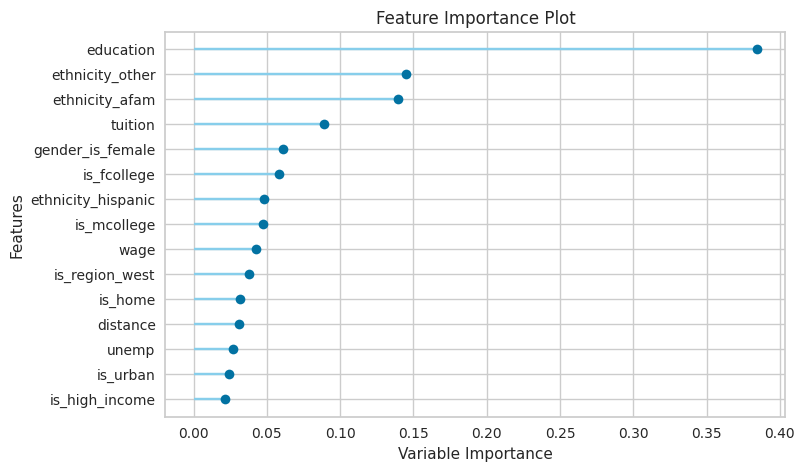 Feature Importance Plot
Features
education
ethnicity_other
ethnicity_afam
tuition
gender_is_female
is_fcollege
ethnicity_hispanic
is_mcollege
wage
is_region_west
is_home
distance
unemp
is_urban
is_high_income
0.00 0.05 0.10 0.15 0.20 0.25 0.30 0.35 0.40
Variable Importance